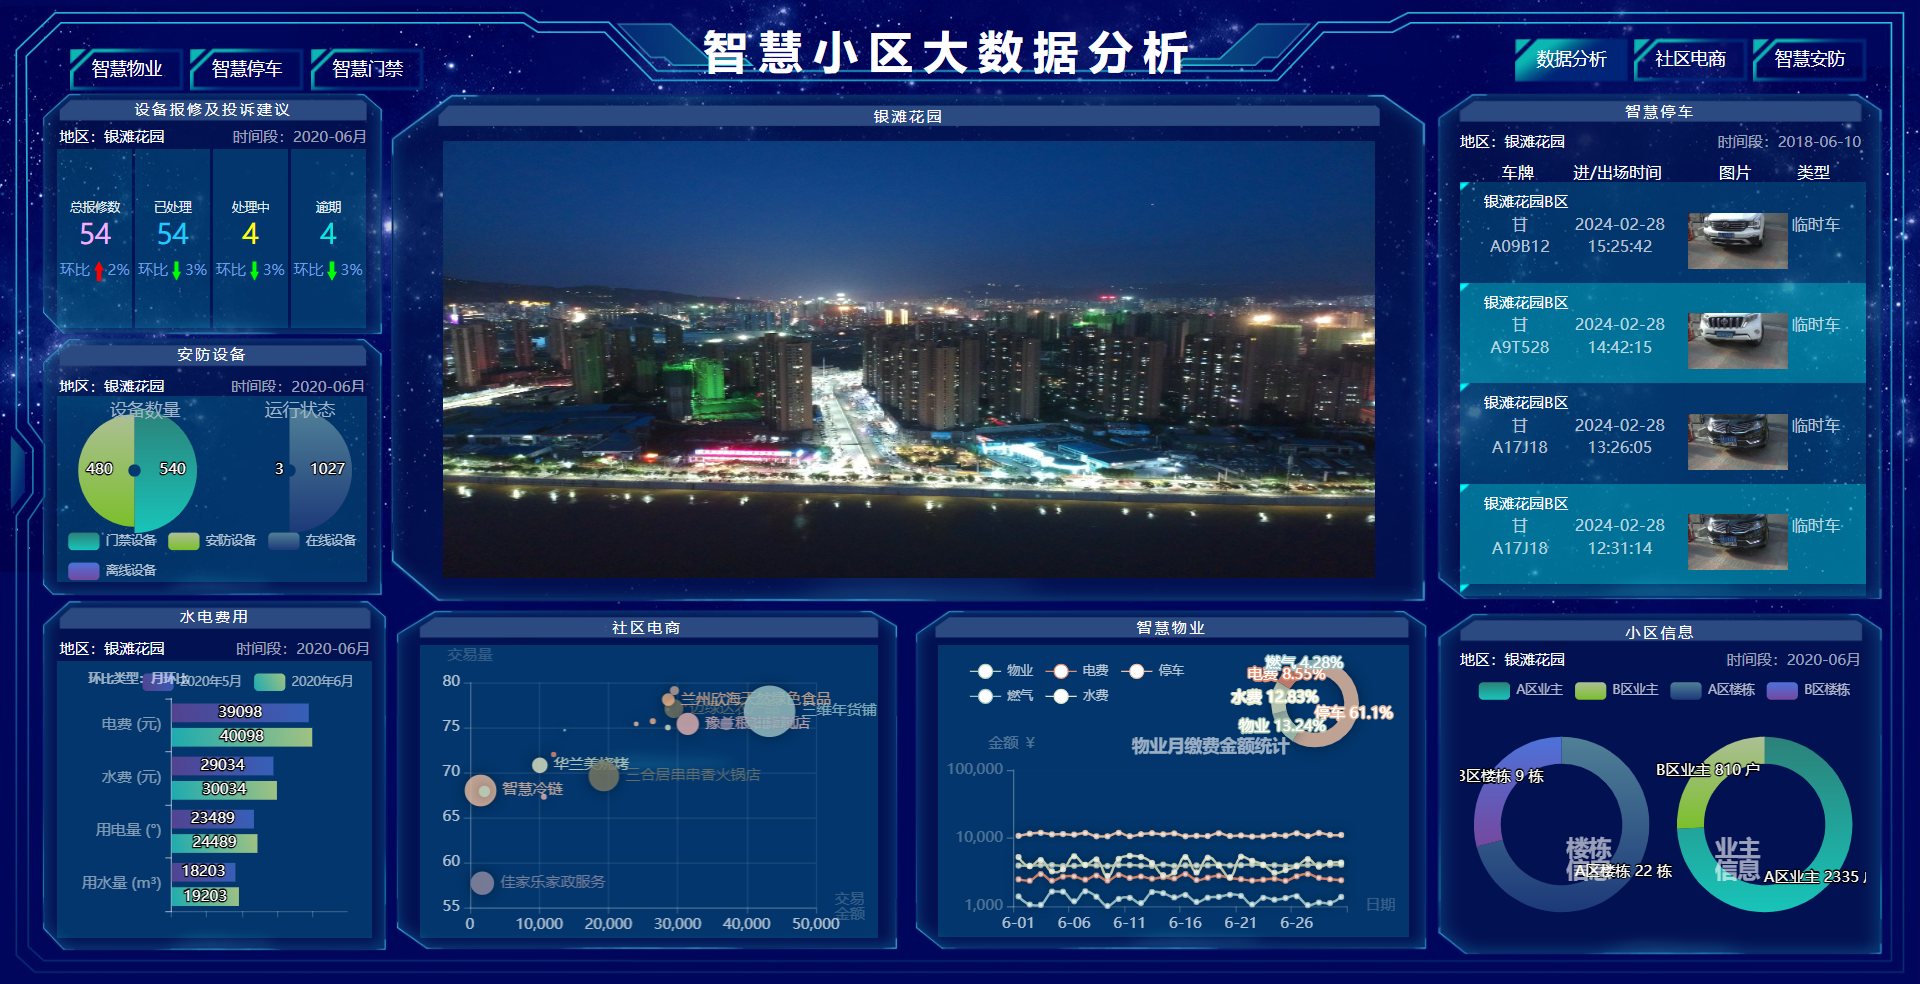 智慧小区大数据分析
智慧物业
智慧停车
智慧门禁
数据分析
社区电商
智慧安防
设备报修及投诉建议
地区：银滩花园
时间段：2020-06月
总报修数
54
环比 2%
已处理
54
环比 3%
处理中
4
环比 3%
逾期
4
环比 3%
安防设备
地区：银滩花园
时间段：2020-06月
设备数量
运行状态
480
540
3
1027
门禁设备
安防设备
在线设备
离线设备
水电费用
地区：银滩花园
时间段：2020-06月
环比类型：月环比
2020年5月
2020年6月
电费 (元)
39098
40098
水费 (元)
29034
30034
用电量 (°)
23489
24489
用水量 (m³)
18203
19203
银滩花园
社区电商
交易量
80
75
70
65
60
55
0
10,000
20,000
30,000
40,000
50,000
交易
金额
兰州欣海天然绿色食品
三维年货铺
华兰美烧烤
三合居串串香火锅店
智慧冷链
佳家乐家政服务
智慧物业
物业
电费
停车
燃气
水费
燃气 4.28%
电费 8.55%
水费 12.83%
停车 61.1%
物业 13.24%
物业月缴费金额统计
金额 ¥
100,000
10,000
1,000
6-01
6-06
6-11
6-16
6-21
6-26
日期
智慧停车
地区：银滩花园
时间段：2018-06-10
车牌
进/出场时间
图片
类型
银滩花园B区
甘
A09B12
2024-02-28
15:25:42
临时车
银滩花园B区
甘
A9T528
2024-02-28
14:42:15
临时车
银滩花园B区
甘
A17J18
2024-02-28
13:26:05
临时车
银滩花园B区
甘
A17J18
2024-02-28
12:31:14
临时车
小区信息
地区：银滩花园
时间段：2020-06月
A区业主
B区业主
A区楼栋
B区楼栋
B区楼栋 9 栋
楼栋
信息
A区楼栋 22 栋
B区业主 810 户
业主
信息
A区业主 2335